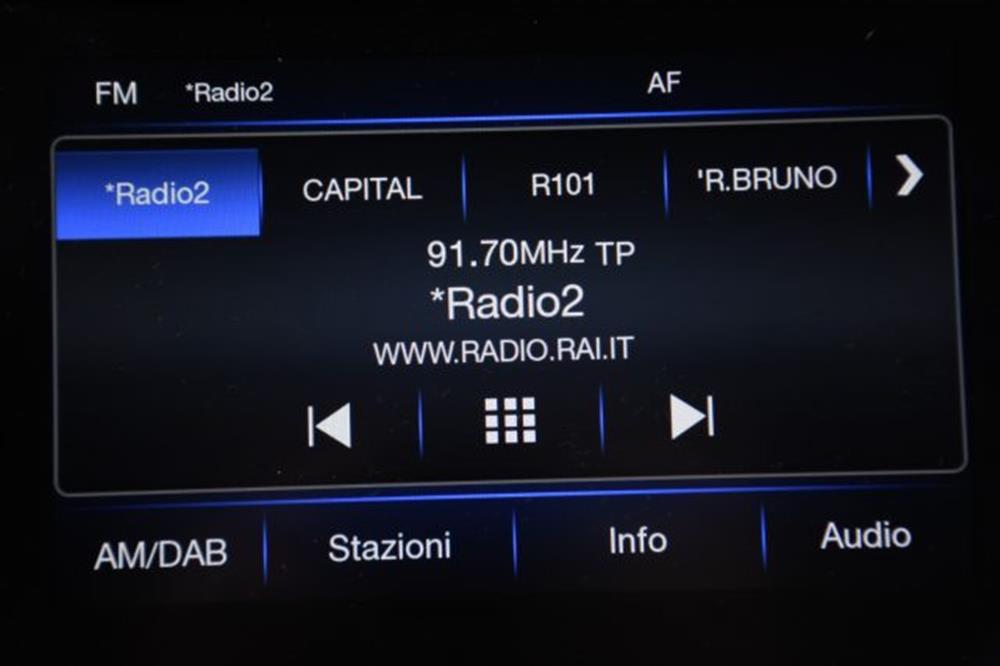 FM *Radio2 AF
*Radio2 CAPITAL R101 'R.BRUNO
91.70MHz TP
*Radio2
WWW.RADIO.RAI.IT
AM/DAB Stazioni Info Audio